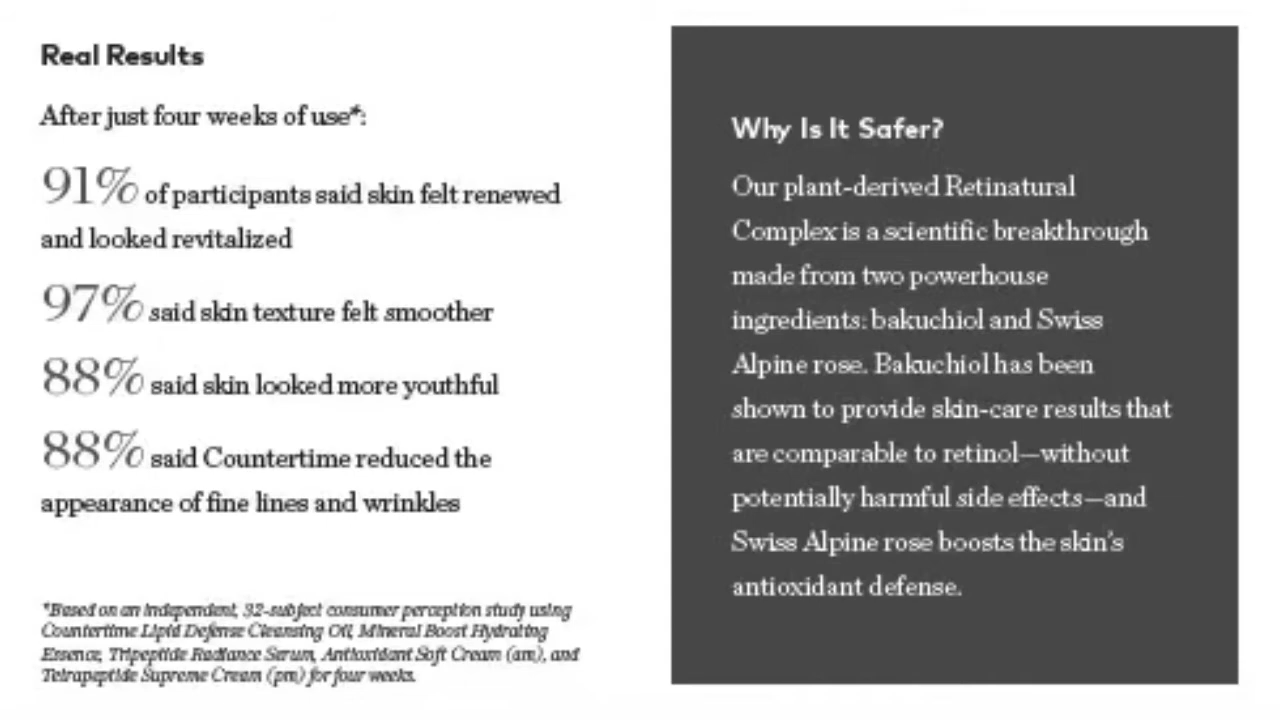 Real Results
After just four weeks of use*:
91% of participants said skin felt renewed
and looked revitalized
97% said skin texture felt smoother
88% said skin looked more youthful
88% said Countertime reduced the
appearance of fine lines and wrinkles
*Based on an independent, 32-subject consumer perception study using
Countertime Lipid Defense Cleansing Oil, Mineral Boost Hydrating
Essence, Tripeptide Radiance Serum, Antioxidant Soft Cream (am), and
Tetrapeptide Supreme Cream (pm) for four weeks.
Why Is It Safer?
Our plant-derived Retinatural
Complex is a scientific breakthrough
made from two powerhouse
ingredients: bakuchiol and Swiss
Alpine rose. Bakuchiol has been
shown to provide skin-care results that
are comparable to retinol—without
potentially harmful side effects—and
Swiss Alpine rose boosts the skin's
antioxidant defense.